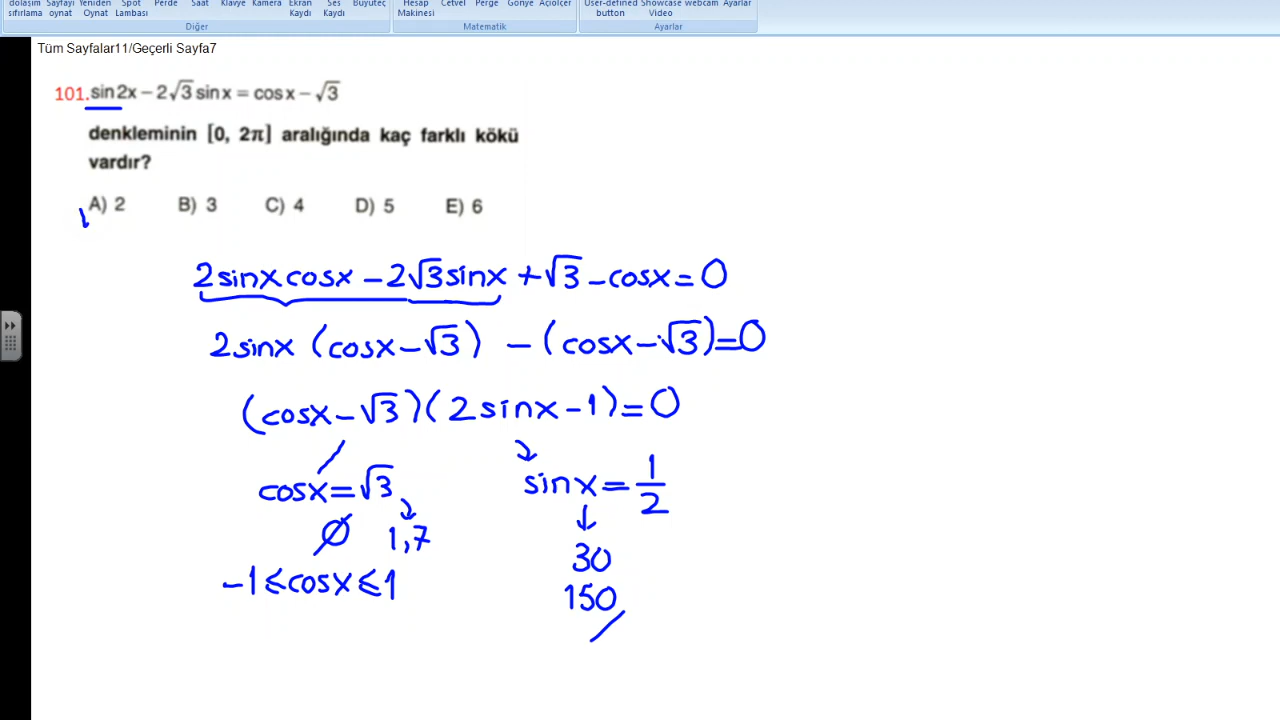 dolaşım Sayfayı Yeniden Spot Perde Saat Klavye Kamera Ekran Ses Büyüteç Hesap Cetvel Perge Gönye Açıölçer User-defined Showcase webcam Ayarlar
sıfırlama oynat Oynat Lambası Kaydı Kaydı Makinesi button Video
Diğer Matematik Ayarlar
Tüm Sayfalar11/Geçerli Sayfa7
101. sin2x − 2√3 sinx = cosx − √3
denkleminin [0, 2π] aralığında kaç farklı kökü
vardır?
A) 2 B) 3 C) 4 D) 5 E) 6
2sinxcosx − 2√3sinx + √3 − cosx = 0
2sinx (cosx − √3) − (cosx − √3) = 0
(cosx − √3)(2sinx − 1) = 0
cosx = √3 sinx = 1/2
∅ 1,7 30
−1 ≤ cosx ≤ 1 150